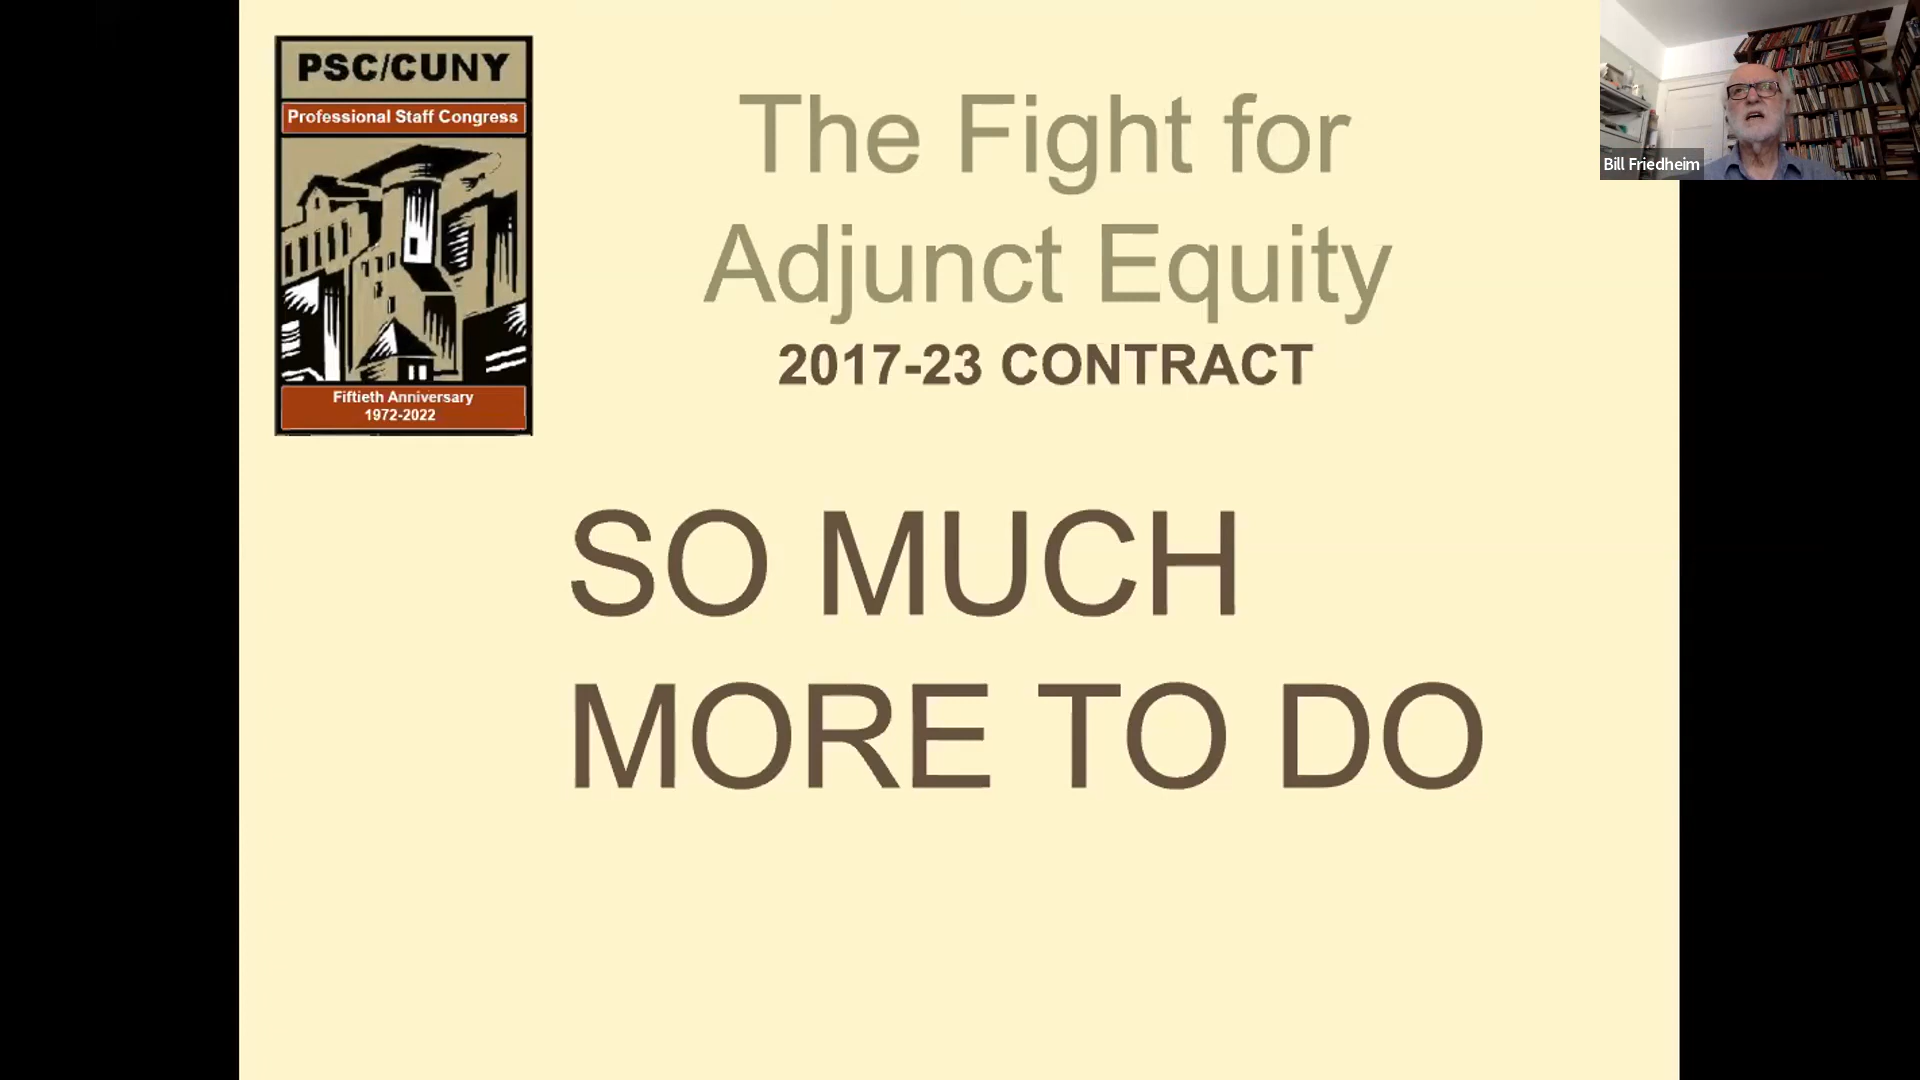 PSC/CUNY
Professional Staff Congress
Fiftieth Anniversary
1972-2022
The Fight for
Adjunct Equity
2017-23 CONTRACT
SO MUCH
MORE TO DO
Bill Friedheim